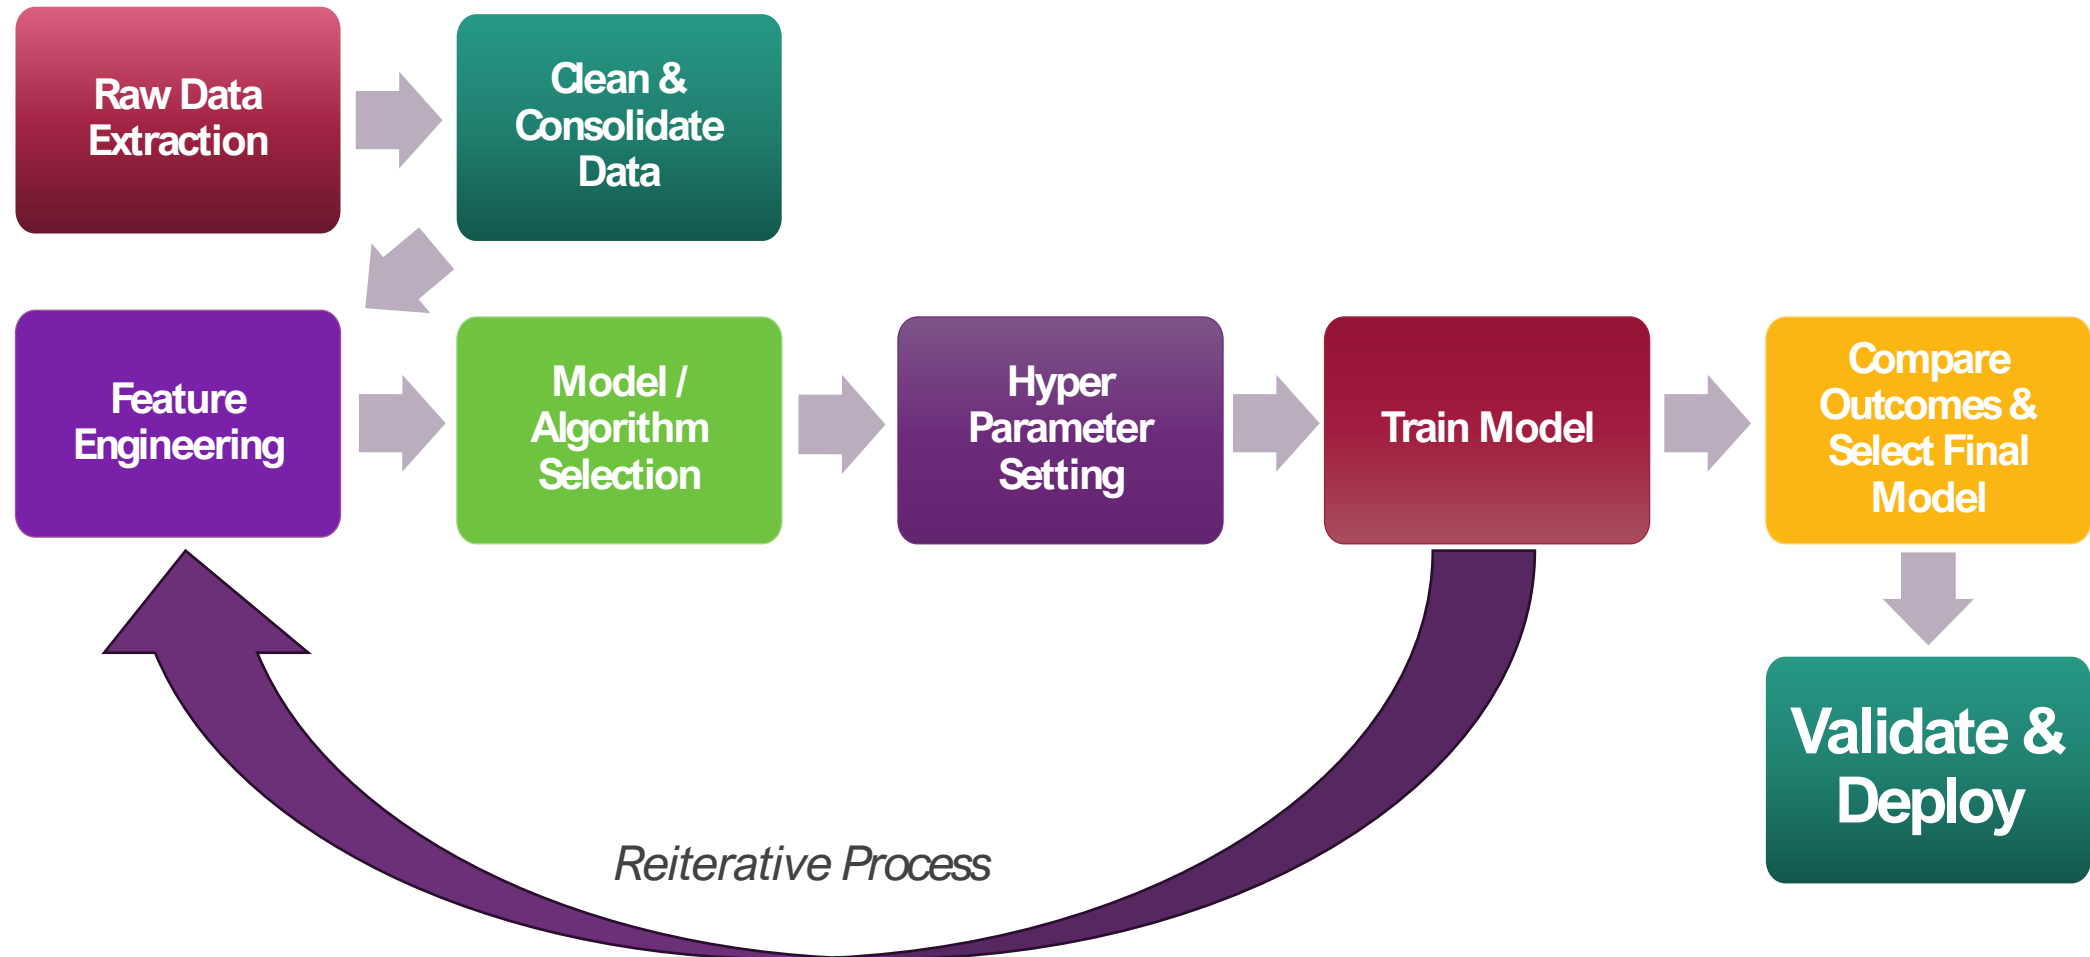 Raw Data
Extraction
Clean &
Consolidate
Data
Feature
Engineering
Model /
Algorithm
Selection
Hyper
Parameter
Setting
Train Model
Compare
Outcomes &
Select Final
Model
Validate &
Deploy
Reiterative Process